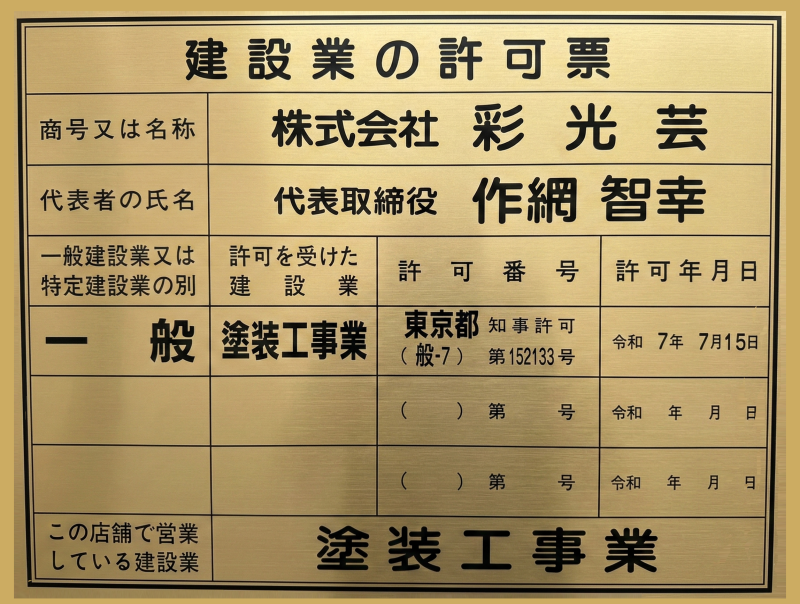 建設業の許可票
商号又は名称 株式会社 彩光芸
代表者の氏名 代表取締役 作網 智幸
一般建設業又は
特定建設業の別
許可を受けた
建設業
許可番号
許可年月日
一般
塗装工事業
東京都 知事許可
(般-7) 第152133号
令和 7年 7月15日
( ) 第 号
令和 年 月 日
( ) 第 号
令和 年 月 日
この店舗で営業
している建設業
塗装工事業